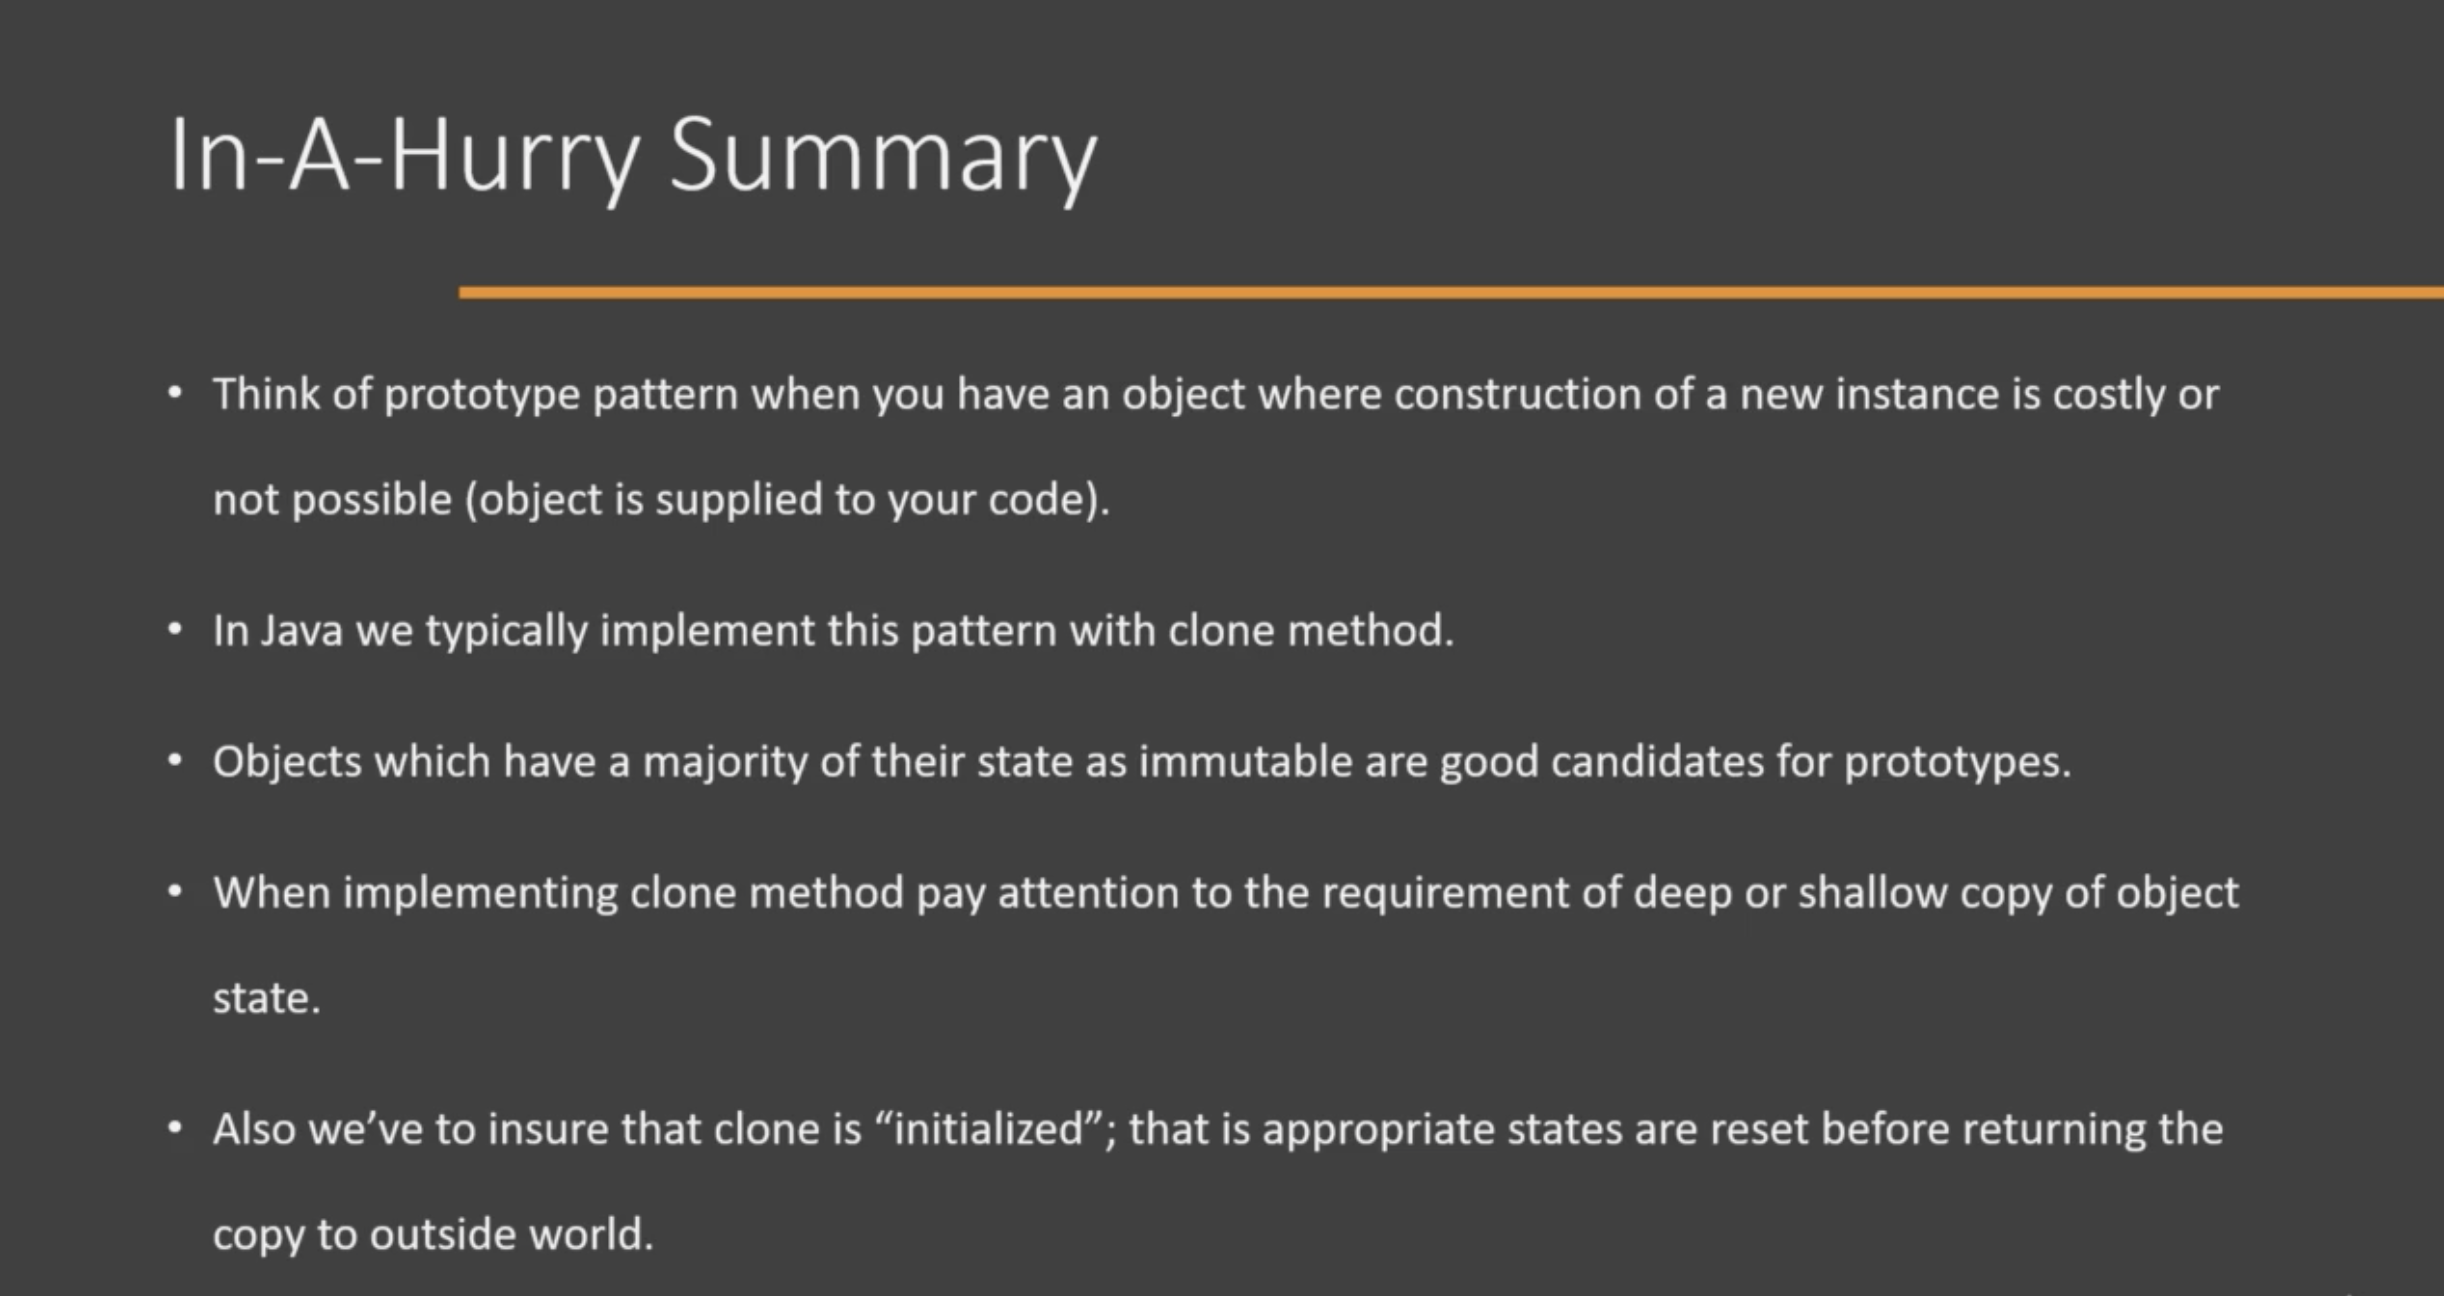 In-A-Hurry Summary
• Think of prototype pattern when you have an object where construction of a new instance is costly or
not possible (object is supplied to your code).
• In Java we typically implement this pattern with clone method.
• Objects which have a majority of their state as immutable are good candidates for prototypes.
• When implementing clone method pay attention to the requirement of deep or shallow copy of object
state.
• Also we’ve to insure that clone is “initialized”; that is appropriate states are reset before returning the
copy to outside world.